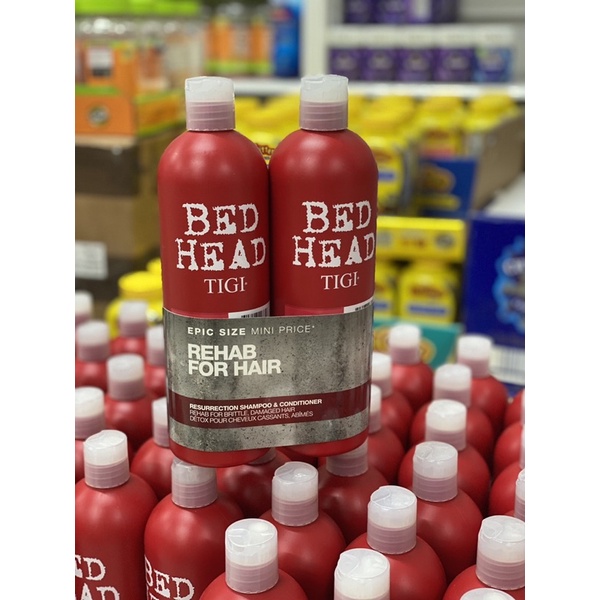 BED
HEAD
TIGI
BED
HEAD
TIGI
EPIC SIZE MINI PRICE*
REHAB
FOR HAIR
RESURRECTION SHAMPOO & CONDITIONER
REHAB FOR BRITTLE, DAMAGED HAIR
DÉTOX POUR CHEVEUX CASSANTS, ABÎMÉS
BED